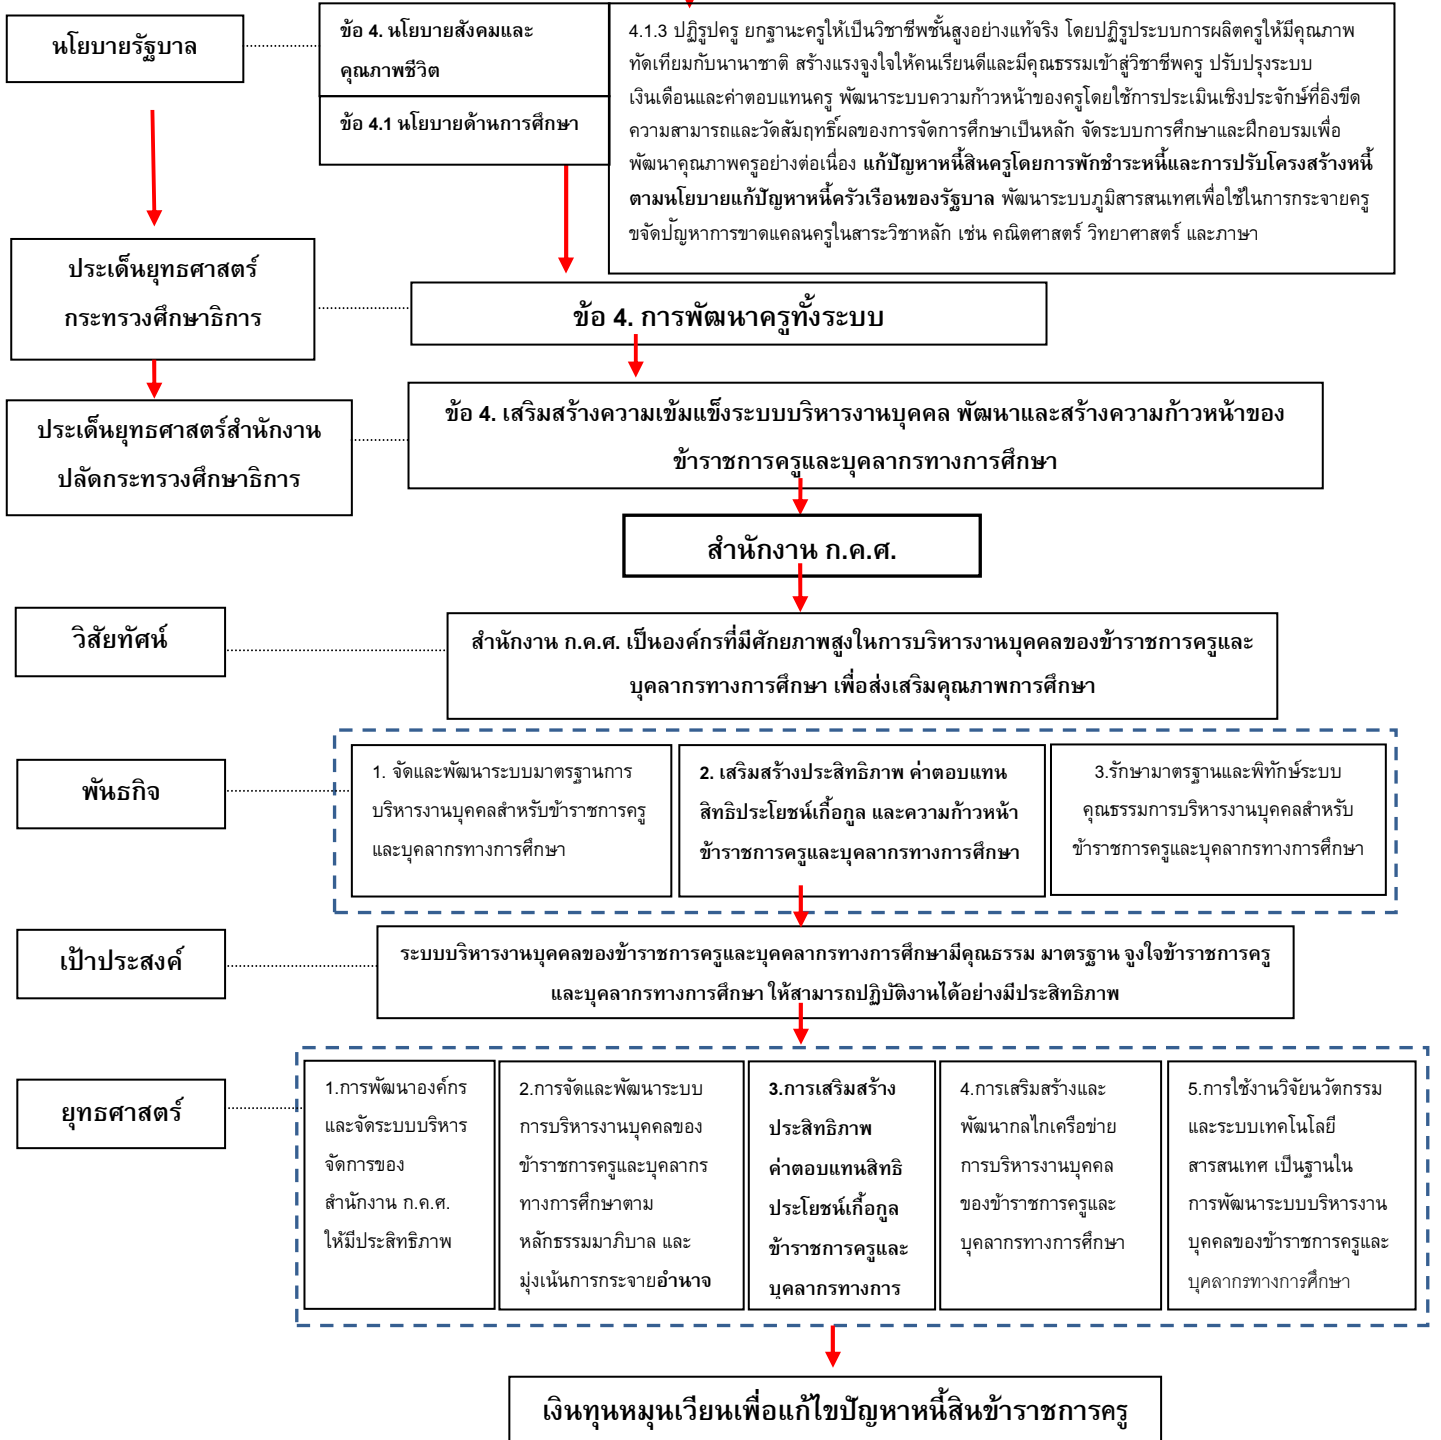 นโยบายรัฐบาล
ข้อ 4. นโยบายสังคมและ
คุณภาพชีวิต
ข้อ 4.1 นโยบายด้านการศึกษา
4.1.3 ปฏิรูปครู ยกฐานะครูให้เป็นวิชาชีพชั้นสูงอย่างแท้จริง โดยปฏิรูประบบการผลิตครูให้มีคุณภาพ
ทัดเทียมกับนานาชาติ สร้างแรงจูงใจให้คนเรียนดีและมีคุณธรรมเข้าสู่วิชาชีพครู ปรับปรุงระบบ
เงินเดือนและค่าตอบแทนครู พัฒนาระบบความก้าวหน้าของครูโดยใช้การประเมินเชิงประจักษ์ที่อิงขีด
ความสามารถและวัดสัมฤทธิ์ผลของการจัดการศึกษาเป็นหลัก จัดระบบการศึกษาและฝึกอบรมเพื่อ
พัฒนาคุณภาพครูอย่างต่อเนื่อง แก้ปัญหาหนี้สินครูโดยการพักชำระหนี้และการปรับโครงสร้างหนี้
ตามนโยบายแก้ปัญหาหนี้ครัวเรือนของรัฐบาล พัฒนาระบบภูมิสารสนเทศเพื่อใช้ในการกระจายครู
ขจัดปัญหาการขาดแคลนครูในสาระวิชาหลัก เช่น คณิตศาสตร์ วิทยาศาสตร์ และภาษา
ประเด็นยุทธศาสตร์
กระทรวงศึกษาธิการ
ข้อ 4. การพัฒนาครูทั้งระบบ
ประเด็นยุทธศาสตร์สำนักงาน
ปลัดกระทรวงศึกษาธิการ
ข้อ 4. เสริมสร้างความเข้มแข็งระบบบริหารงานบุคคล พัฒนาและสร้างความก้าวหน้าของ
ข้าราชการครูและบุคลากรทางการศึกษา
สำนักงาน ก.ค.ศ.
วิสัยทัศน์
สำนักงาน ก.ค.ศ. เป็นองค์กรที่มีศักยภาพสูงในการบริหารงานบุคคลของข้าราชการครูและ
บุคลากรทางการศึกษา เพื่อส่งเสริมคุณภาพการศึกษา
พันธกิจ
1. จัดและพัฒนาระบบมาตรฐานการ
บริหารงานบุคคลสำหรับข้าราชการครู
และบุคลากรทางการศึกษา
2. เสริมสร้างประสิทธิภาพ ค่าตอบแทน
สิทธิประโยชน์เกื้อกูล และความก้าวหน้า
ข้าราชการครูและบุคลากรทางการศึกษา
3.รักษามาตรฐานและพิทักษ์ระบบ
คุณธรรมการบริหารงานบุคคลสำหรับ
ข้าราชการครูและบุคลากรทางการศึกษา
เป้าประสงค์
ระบบบริหารงานบุคคลของข้าราชการครูและบุคคลากรทางการศึกษามีคุณธรรม มาตรฐาน จูงใจข้าราชการครู
และบุคลากรทางการศึกษา ให้สามารถปฏิบัติงานได้อย่างมีประสิทธิภาพ
ยุทธศาสตร์
1.การพัฒนาองค์กร
และจัดระบบบริหาร
จัดการของ
สำนักงาน ก.ค.ศ.
ให้มีประสิทธิภาพ
2.การจัดและพัฒนาระบบ
การบริหารงานบุคคลของ
ข้าราชการครูและบุคลากร
ทางการศึกษาตาม
หลักธรรมมาภิบาล และ
มุ่งเน้นการกระจายอำนาจ
3.การเสริมสร้าง
ประสิทธิภาพ
ค่าตอบแทนสิทธิ
ประโยชน์เกื้อกูล
ข้าราชการครูและ
บุคลากรทางการ
4.การเสริมสร้างและ
พัฒนากลไกเครือข่าย
การบริหารงานบุคคล
ของข้าราชการครูและ
บุคลากรทางการศึกษา
5.การใช้งานวิจัยนวัตกรรม
และระบบเทคโนโลยี
สารสนเทศ เป็นฐานใน
การพัฒนาระบบบริหารงาน
บุคคลของข้าราชการครูและ
บุคลากรทางการศึกษา
เงินทุนหมุนเวียนเพื่อแก้ไขปัญหาหนี้สินข้าราชการครู